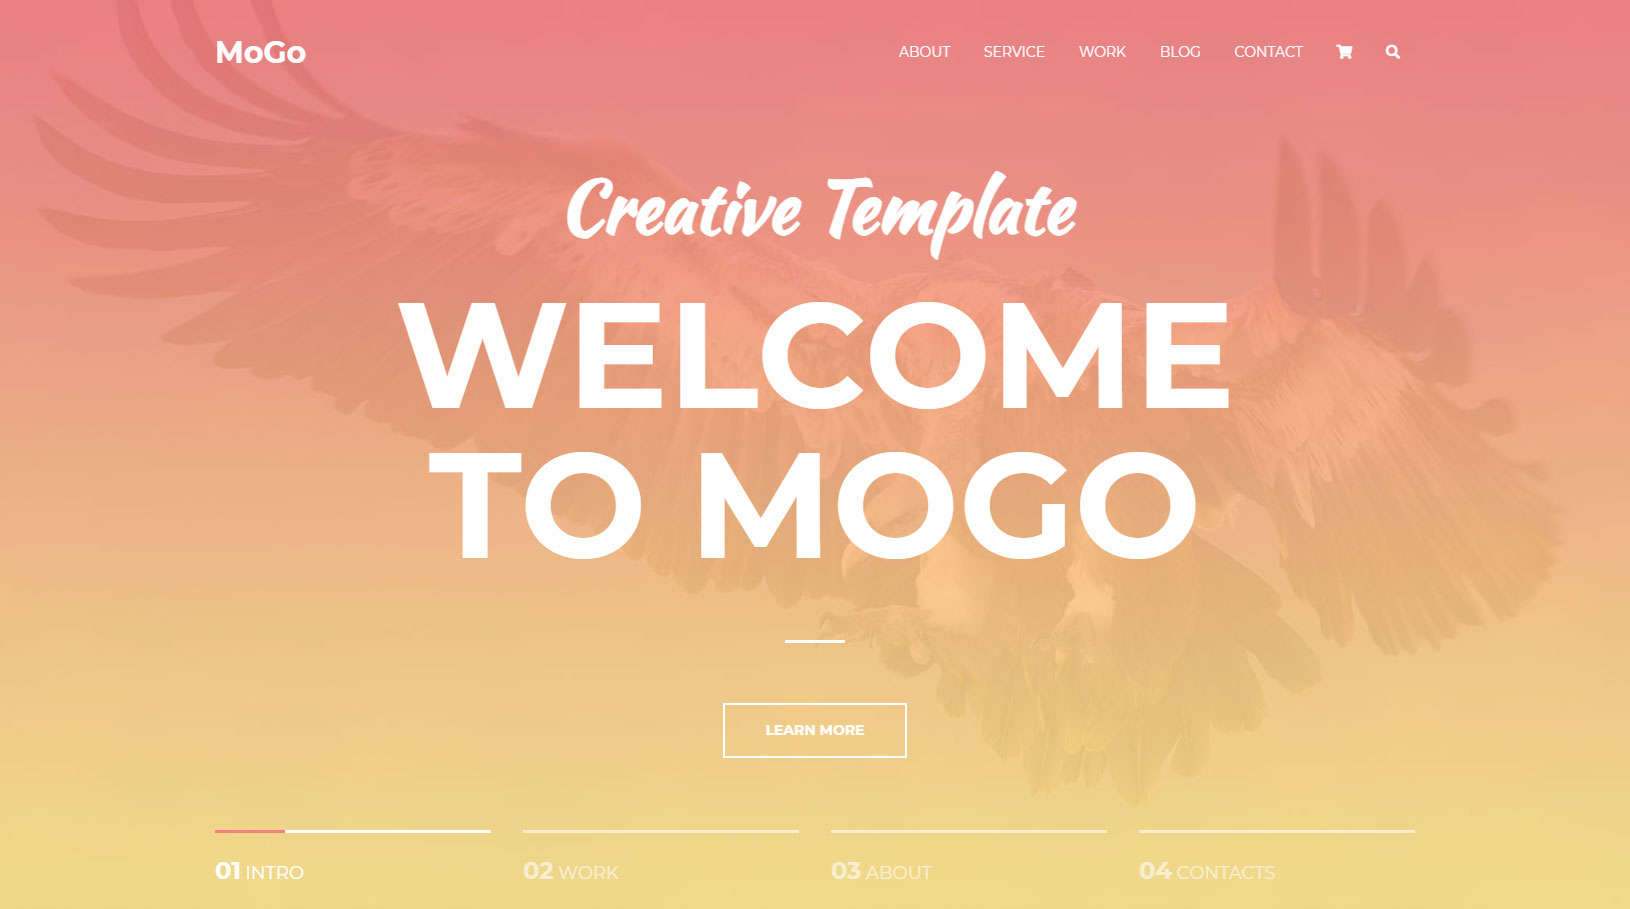 MoGo
ABOUT SERVICE WORK BLOG CONTACT
Creative Template
WELCOME
TO MOGO
LEARN MORE
01 INTRO
02 WORK
03 ABOUT
04 CONTACTS